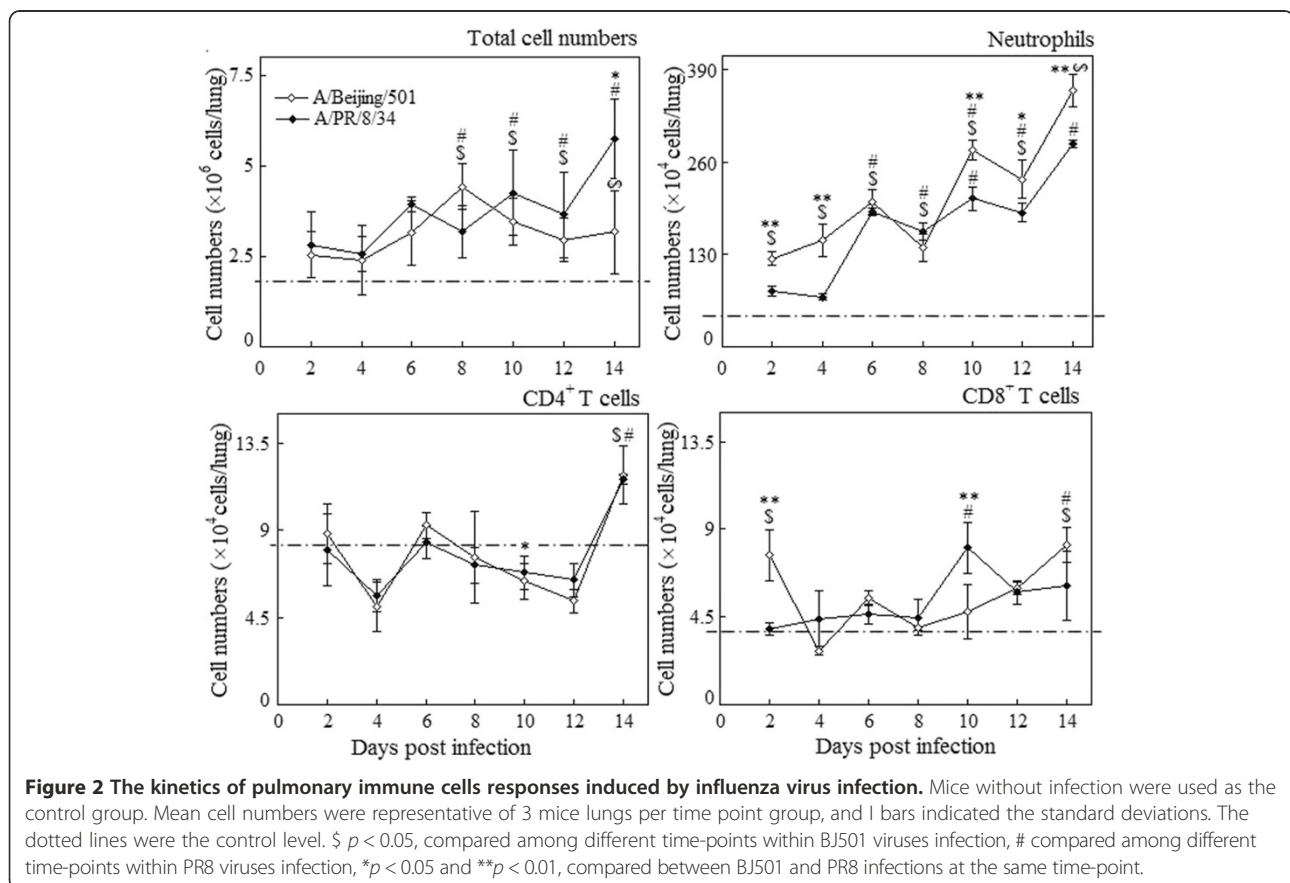 Total cell numbers
Cell numbers (×10⁶ cells/lung)
7.5
5
2.5
0
A/Beijing/501
A/PR/8/34
#
$
#
$
#
$
*
#
$
0 2 4 6 8 10 12 14
Neutrophils
Cell numbers (×10⁴ cells/lung)
390
260
130
0
**
$
**
$
#
$
#
$
**
#
$
#
*
#
$
** $
#
0 2 4 6 8 10 12 14
CD4⁺ T cells
Cell numbers (×10⁴ cells/lung)
13.5
9
4.5
0
*
$ #
0 2 4 6 8 10 12 14
Days post infection
CD8⁺ T cells
Cell numbers (×10⁴ cells/lung)
13.5
9
4.5
0
**
$
**
#
#
$
0 2 4 6 8 10 12 14
Days post infection
Figure 2 The kinetics of pulmonary immune cells responses induced by influenza virus infection. Mice without infection were used as the
control group. Mean cell numbers were representative of 3 mice lungs per time point group, and I bars indicated the standard deviations. The
dotted lines were the control level. $ p < 0.05, compared among different time-points within BJ501 viruses infection, # compared among different
time-points within PR8 viruses infection, *p < 0.05 and **p < 0.01, compared between BJ501 and PR8 infections at the same time-point.